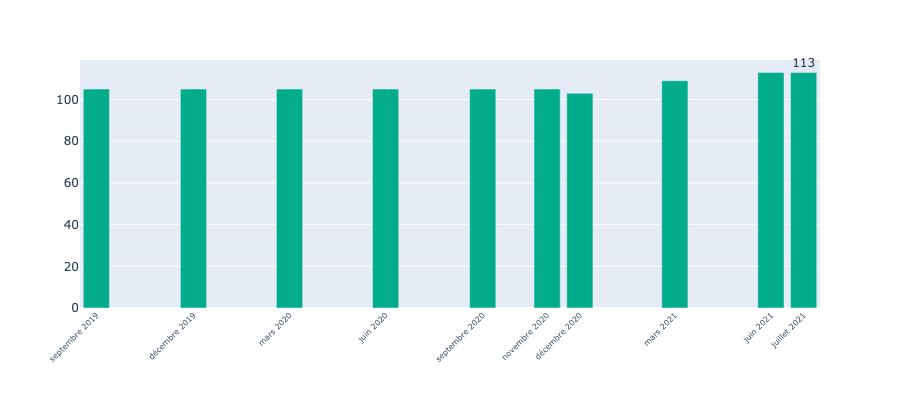 113
100
80
60
40
20
0
septembre 2019
décembre 2019
mars 2020
juin 2020
septembre 2020
novembre 2020
décembre 2020
mars 2021
juin 2021
juillet 2021